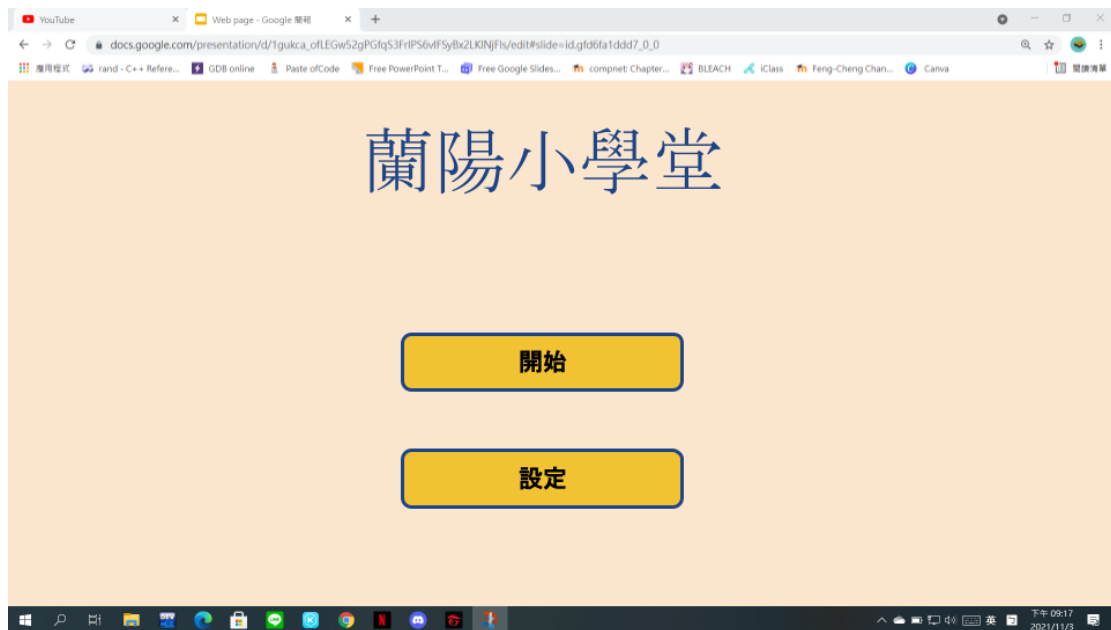 YouTube
Web page - Google 簡報
docs.google.com/presentation/d/1gukca_ofLEGw52gPGfqS3FrIPS6vIFSyBx2LKINjFIs/edit#slide=id.gfd6fa1ddd7_0_0
應用程式 rand - C++ Refere... GDB online Paste ofCode Free PowerPoint T... Free Google Slides... compnet: Chapter... BLEACH iClass Feng-Cheng Chan... Canva 閱讀清單
蘭陽小學堂
開始
設定
英 下午 09:17
2021/11/3